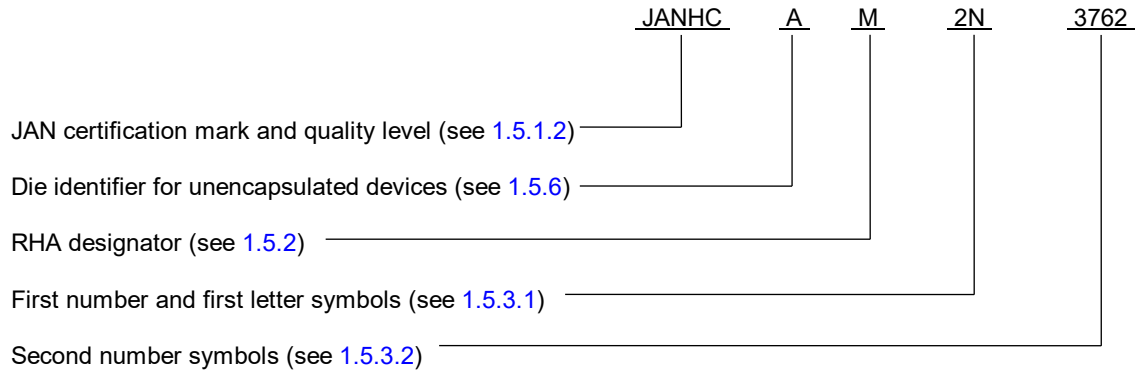 JANHC A M 2N 3762
JAN certification mark and quality level (see 1.5.1.2)
Die identifier for unencapsulated devices (see 1.5.6)
RHA designator (see 1.5.2)
First number and first letter symbols (see 1.5.3.1)
Second number symbols (see 1.5.3.2)